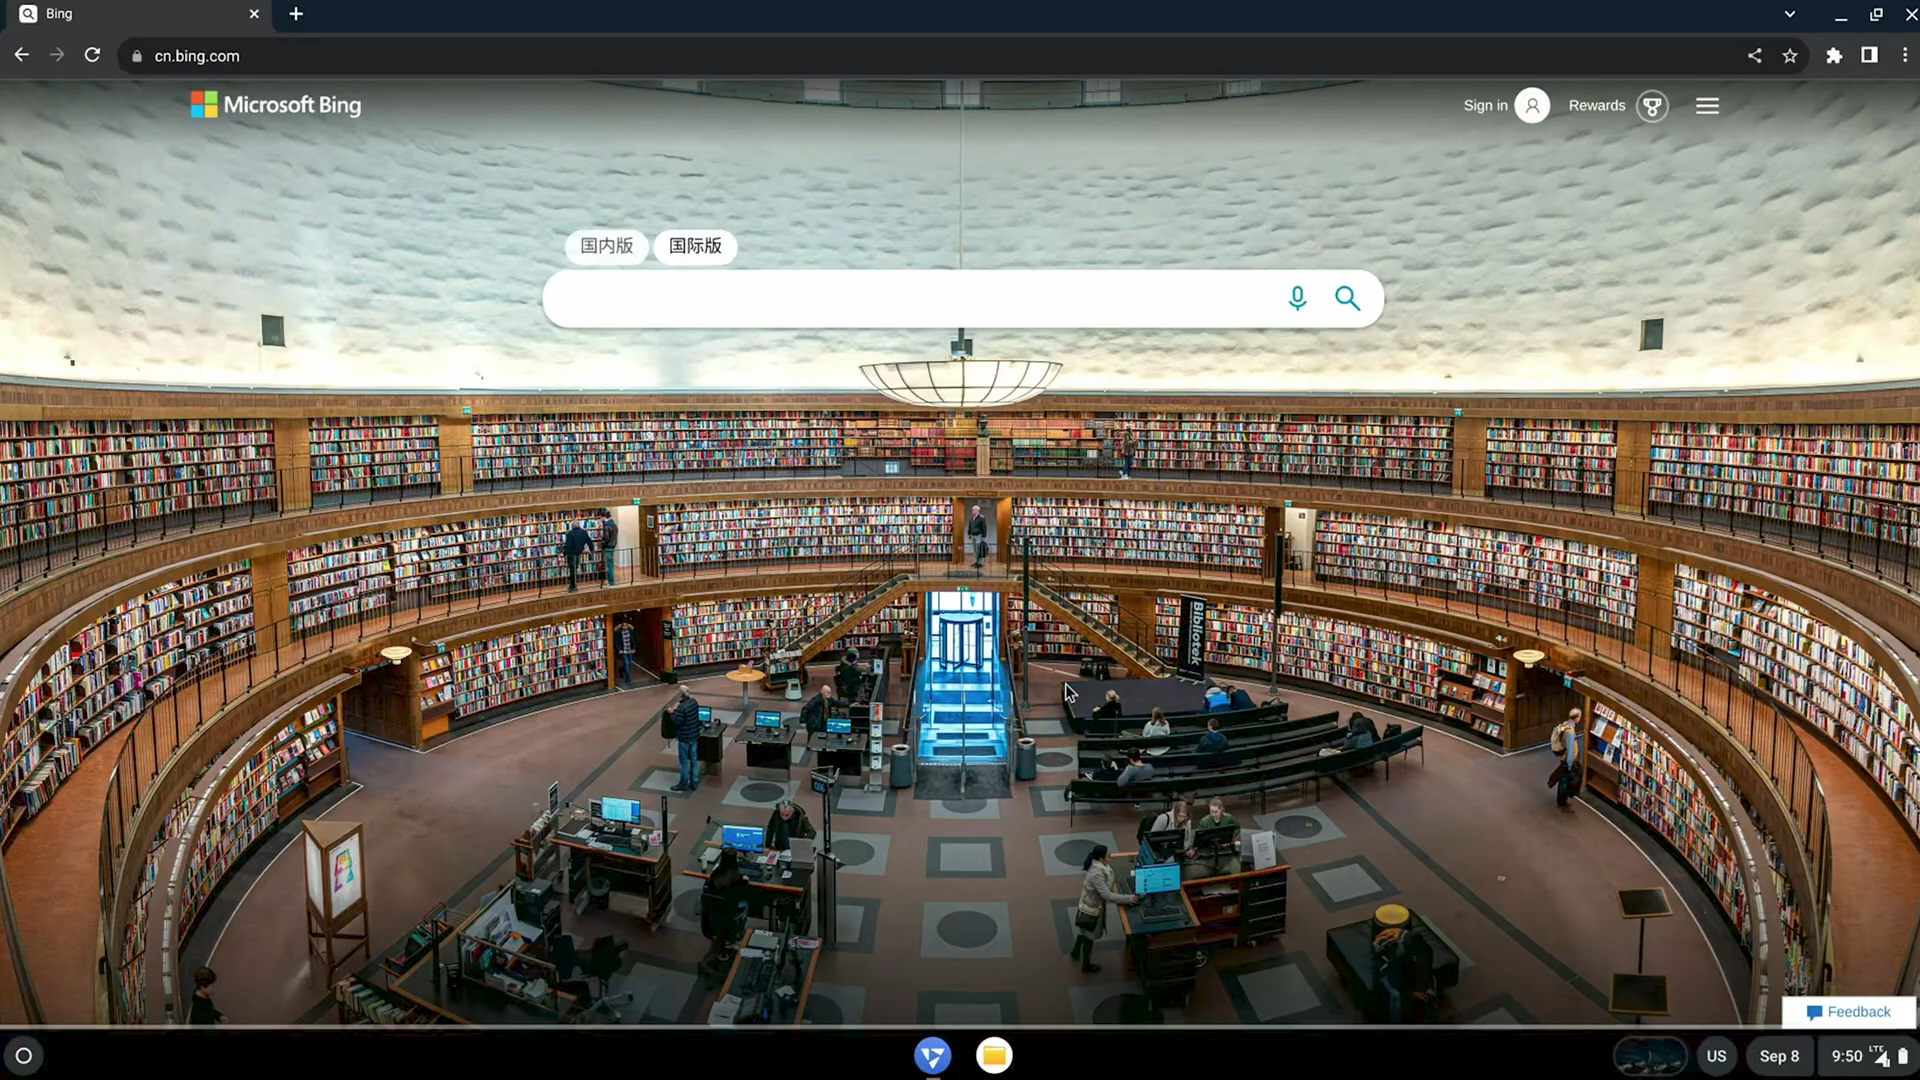 Bing
cn.bing.com
Microsoft Bing
Sign in
Rewards
国内版
国际版
Bibliotek
Feedback
US
Sep 8
9:50
LTE